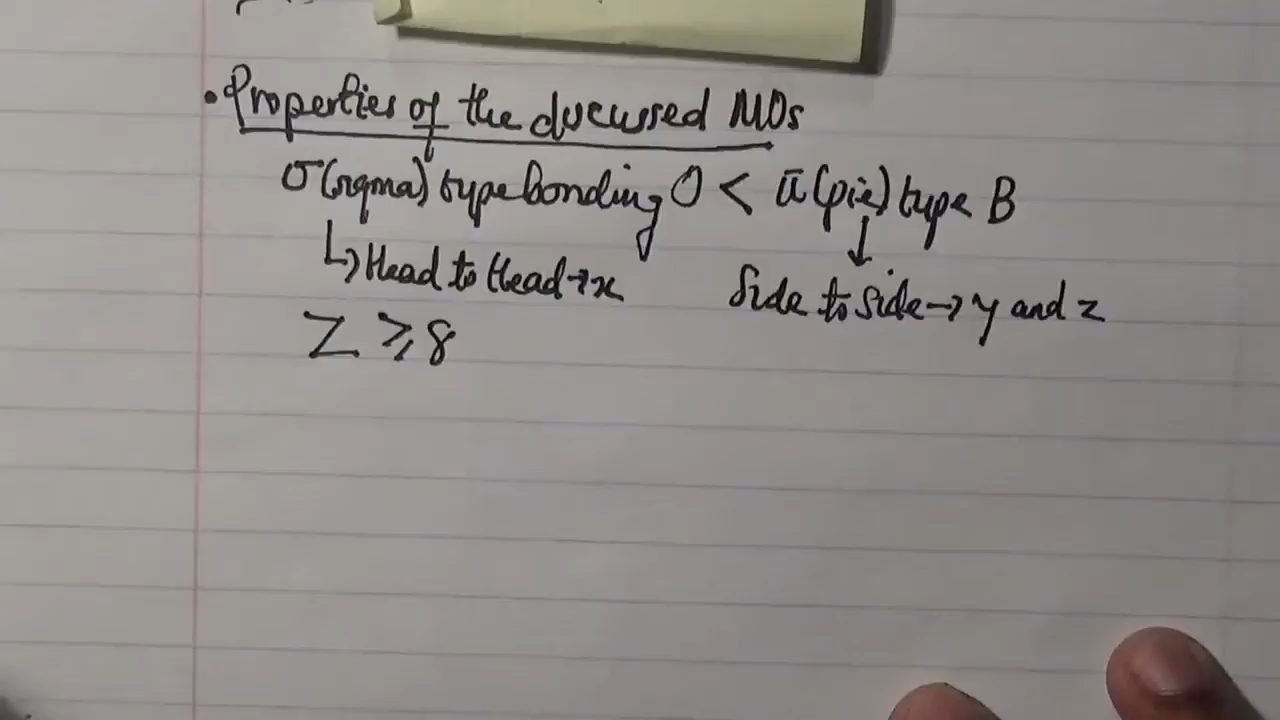 • Properties of the discussed MOs
σ(sigma) type bonding O < π(pie) type B
↳ Head to Head → x Side to side → y and z
Z ⩾ 8